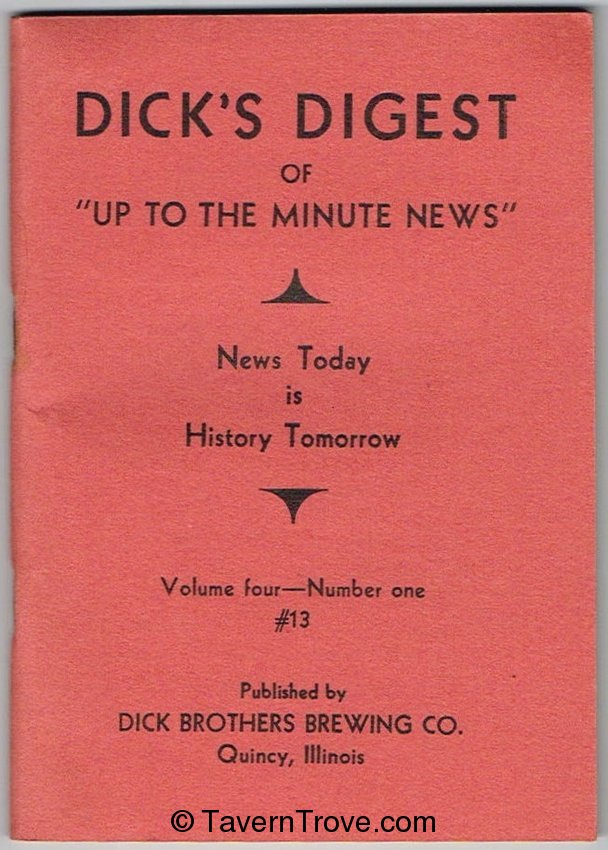 DICK'S DIGEST
OF
"UP TO THE MINUTE NEWS"
News Today
is
History Tomorrow
Volume four—Number one
#13
Published by
DICK BROTHERS BREWING CO.
Quincy, Illinois
© TavernTrove.com